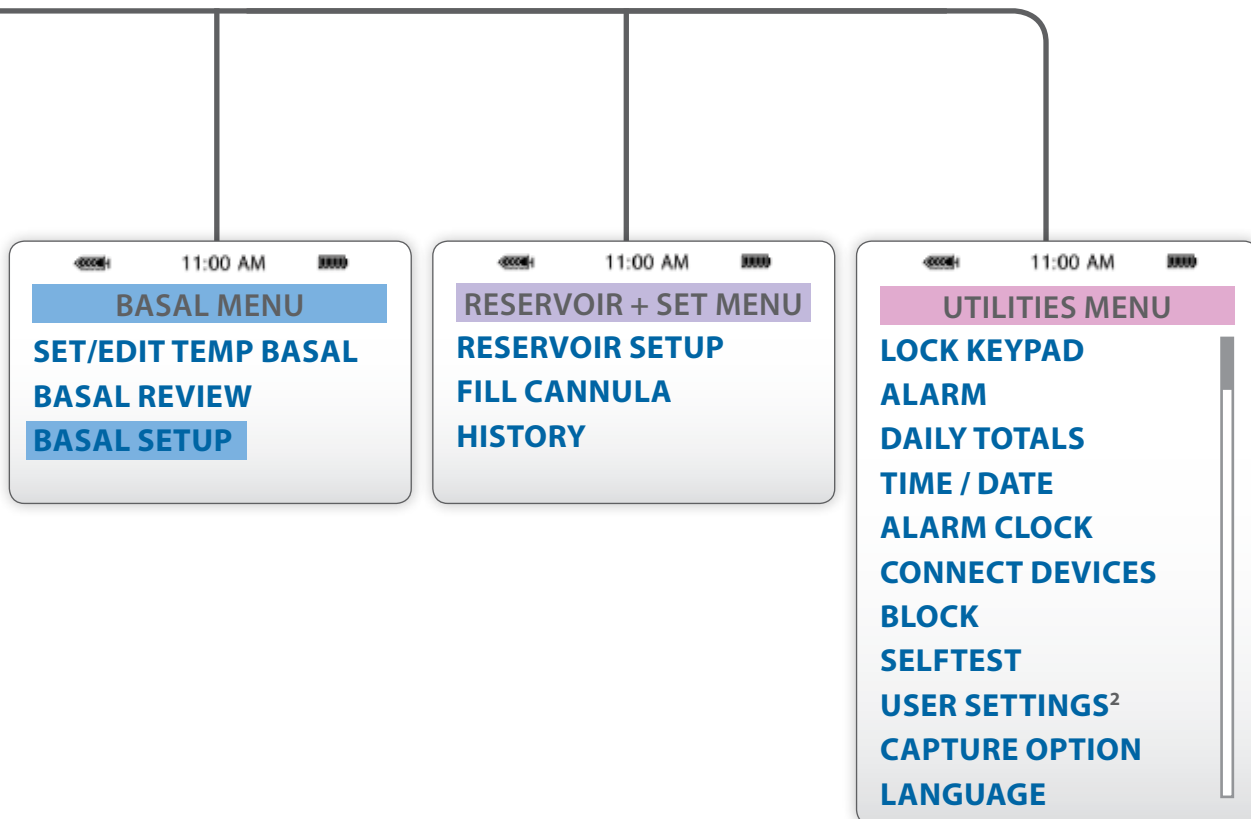 11:00 AM
BASAL MENU
SET/EDIT TEMP BASAL
BASAL REVIEW
BASAL SETUP
11:00 AM
RESERVOIR + SET MENU
RESERVOIR SETUP
FILL CANNULA
HISTORY
11:00 AM
UTILITIES MENU
LOCK KEYPAD
ALARM
DAILY TOTALS
TIME / DATE
ALARM CLOCK
CONNECT DEVICES
BLOCK
SELFTEST
USER SETTINGS²
CAPTURE OPTION
LANGUAGE